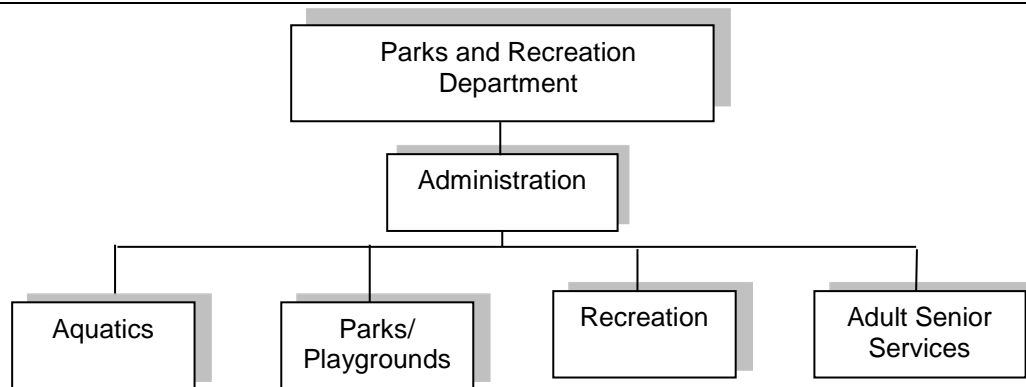 Parks and Recreation
Department
Administration
Aquatics
Parks/
Playgrounds
Recreation
Adult Senior
Services